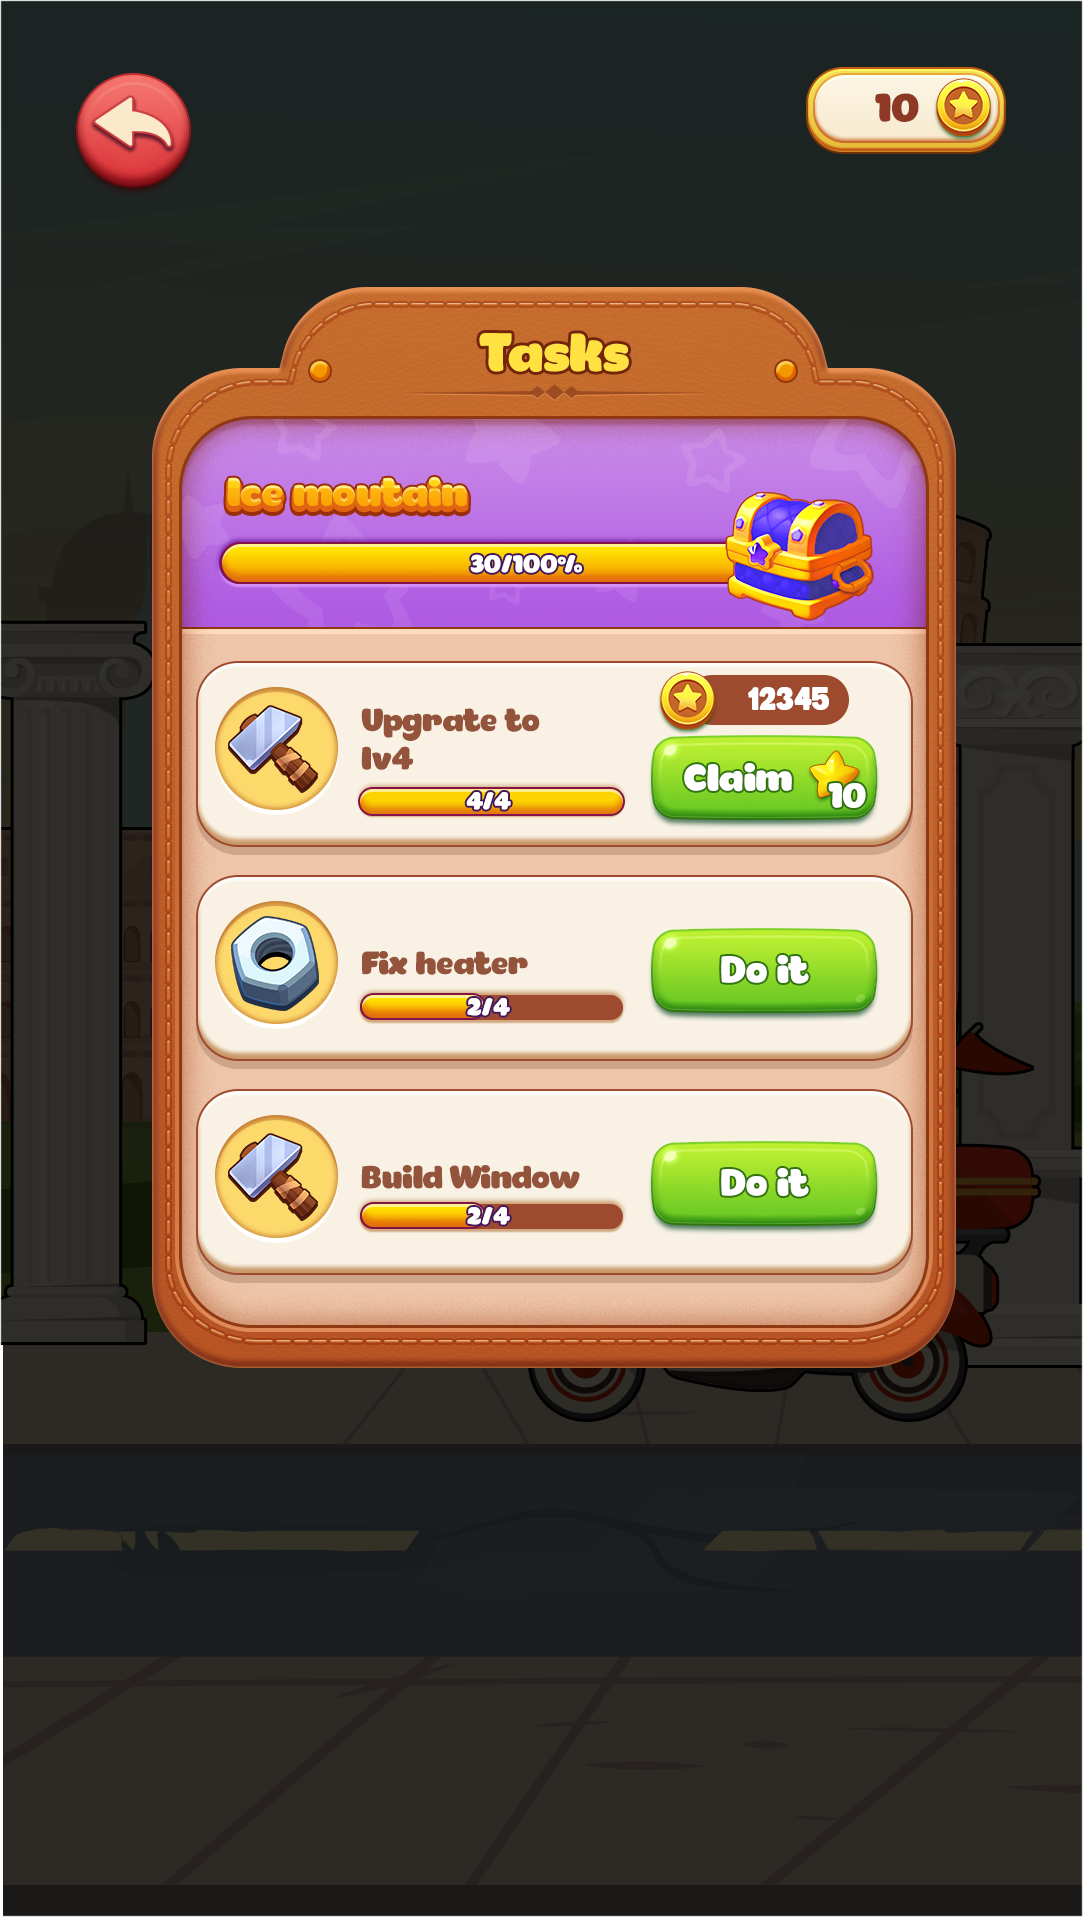 10
Tasks
Ice moutain
30/100%
12345
Upgrate to
lv4
Claim
10
4/4
Fix heater
Do it
2/4
Build Window
Do it
2/4